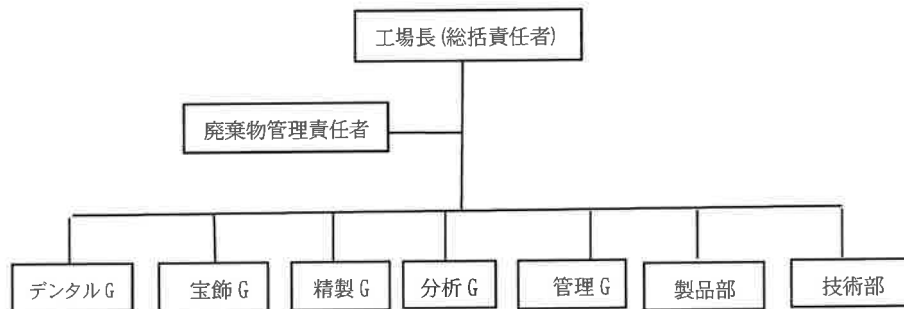 工場長(総括責任者)
廃棄物管理責任者
デンタルG
宝飾G
精製G
分析G
管理G
製品部
技術部